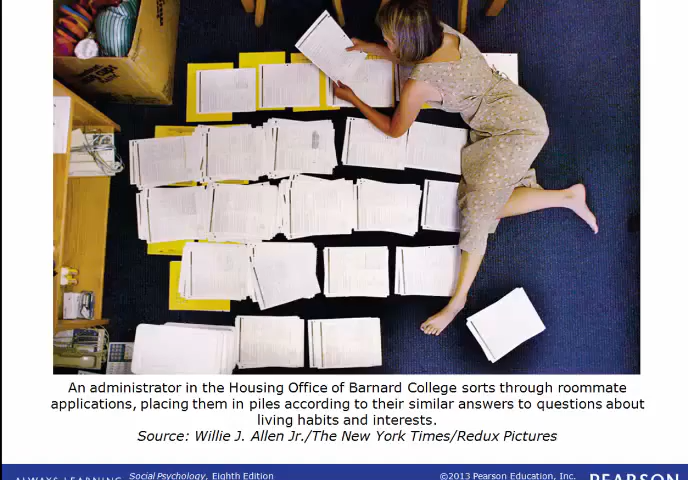 An administrator in the Housing Office of Barnard College sorts through roommate
applications, placing them in piles according to their similar answers to questions about
living habits and interests.
Source: Willie J. Allen Jr./The New York Times/Redux Pictures
ALWAYS LEARNING
Social Psychology, Eighth Edition
©2013 Pearson Education, Inc.
PEARSON